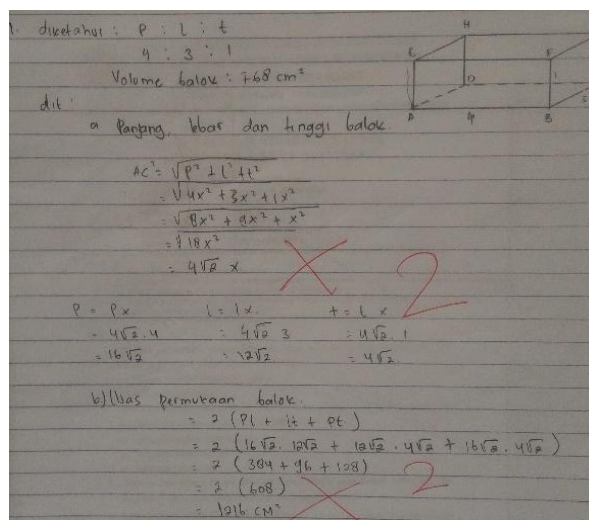 1. diketahui : P : l : t
4 : 3 : 1
Volume balok : 768 cm³
dit :
a Panjang, lebar dan tinggi balok.
AC² = √P² + l² + t²
= √4x² + 3x² + 1x²
= √8x² + 9x² + x²
= √18x²
= 4√2 x
2
P = Px
l = lx.
t = t x
= 4√2 . 4
= 4√2 3
= 4√2 . 1
= 16√2
= 12√2
= 4√2
b) luas permukaan balok.
= 2 (Pl + lt + pt)
= 2 (16√2 . 12√2 + 12√2 . 4√2 + 16√2 . 4√2)
= 2 (384 + 96 + 128)
= 2 (608)
= 1216 CM²
2
H
E
F
D
A
4
B